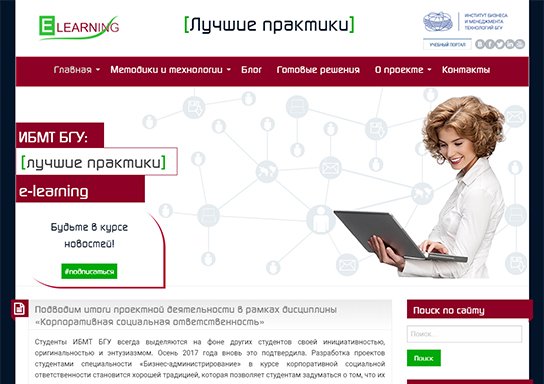 E LEARNING
[Лучшие практики]
ИНСТИТУТ БИЗНЕСА
И МЕНЕДЖМЕНТА
ТЕХНОЛОГИЙ БГУ
УЧЕБНЫЙ ПОРТАЛ
Главная Методики и технологии Блог Готовые решения О проекте Контакты
ИБМТ БГУ:
[лучшие практики]
e-learning
Будьте в курсе
новостей!
#подписаться
Подводим итоги проектной деятельности в рамках дисциплины
«Корпоративная социальная ответственность»
Студенты ИБМТ БГУ всегда выделяются на фоне других студентов своей инициативностью,
оригинальностью и энтузиазмом. Осень 2017 года вновь это подтвердила. Разработка проектов
студентами специальности «Бизнес-администрирование» в курсе корпоративной социальной
ответственности становится хорошей традицией, которая позволяет студентам задуматься о том, что их
Поиск по сайту
Поиск...
Поиск